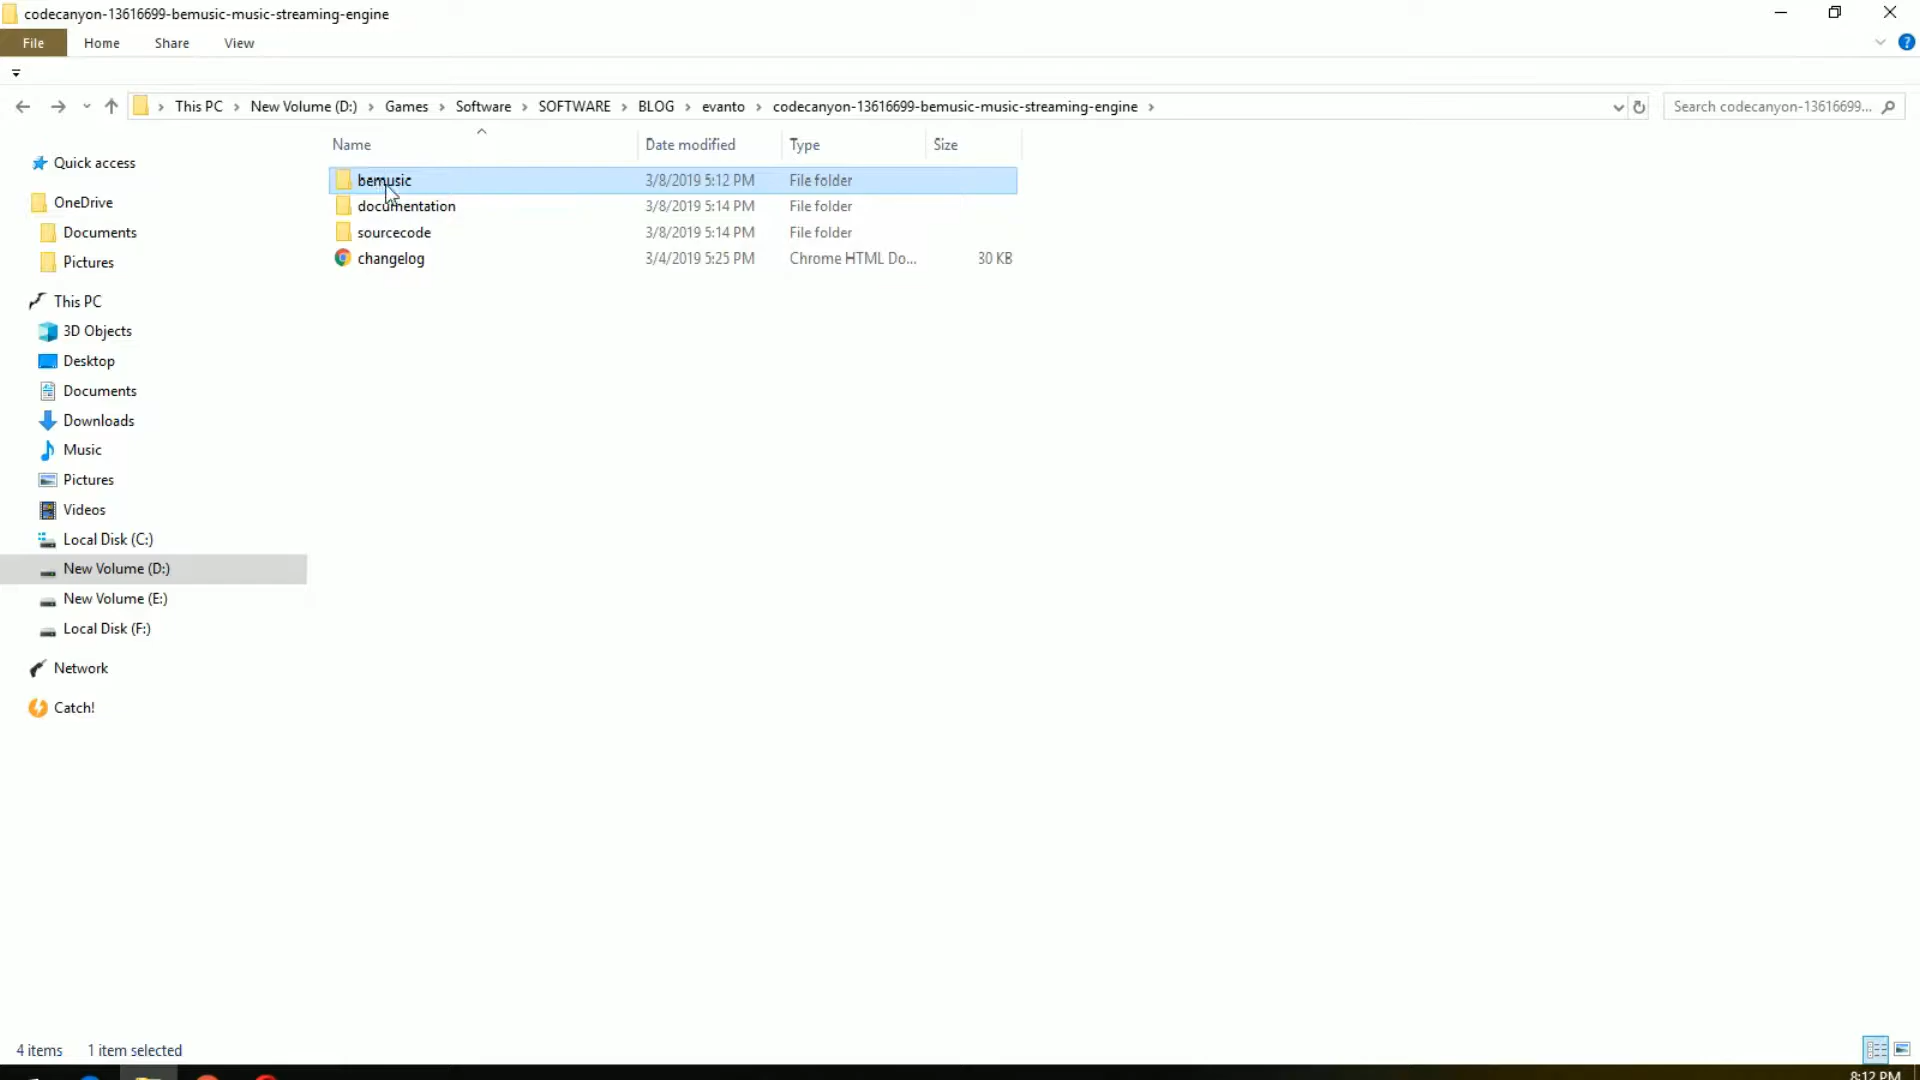 codecanyon-13616699-bemusic-music-streaming-engine
File Home Share View
This PC New Volume (D:) Games Software SOFTWARE BLOG evanto codecanyon-13616699-bemusic-music-streaming-engine
Search codecanyon-13616699...
Name Date modified Type Size
bemusic 3/8/2019 5:12 PM File folder
documentation 3/8/2019 5:14 PM File folder
sourcecode 3/8/2019 5:14 PM File folder
changelog 3/4/2019 5:25 PM Chrome HTML Do... 30 KB
Quick access
OneDrive
Documents
Pictures
This PC
3D Objects
Desktop
Documents
Downloads
Music
Pictures
Videos
Local Disk (C:)
New Volume (D:)
New Volume (E:)
Local Disk (F:)
Network
Catch!
4 items 1 item selected
8:12 PM